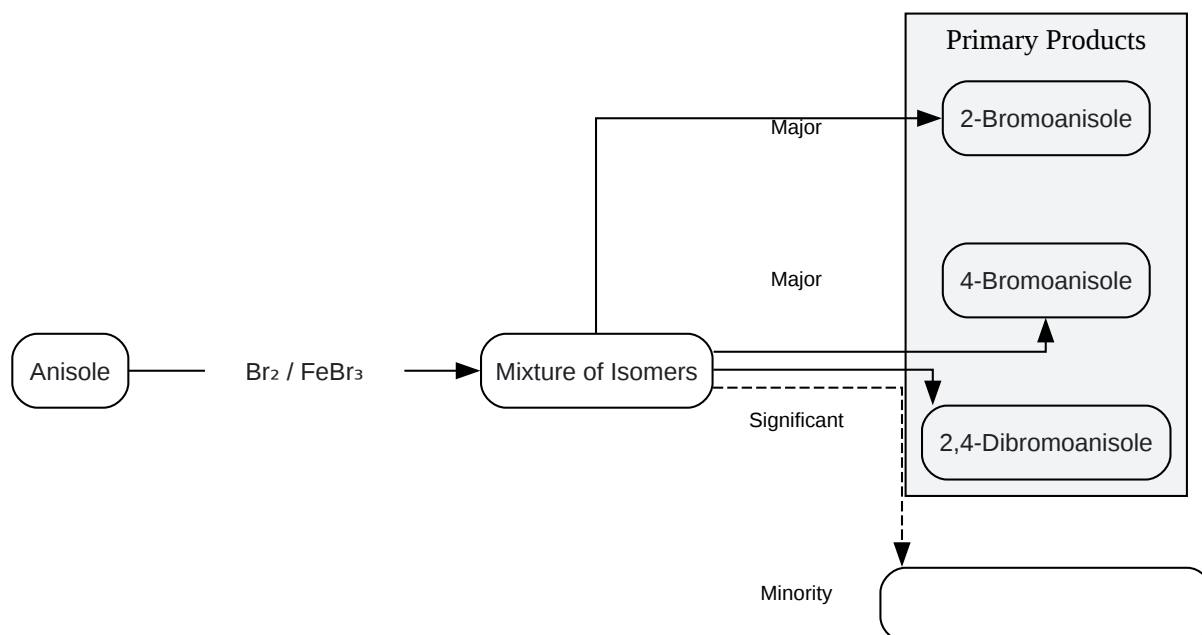 Primary Products
2-Bromoanisole
Major
4-Bromoanisole
Major
Anisole
Br₂ / FeBr₃
Mixture of Isomers
Significant
2,4-Dibromoanisole
Minority